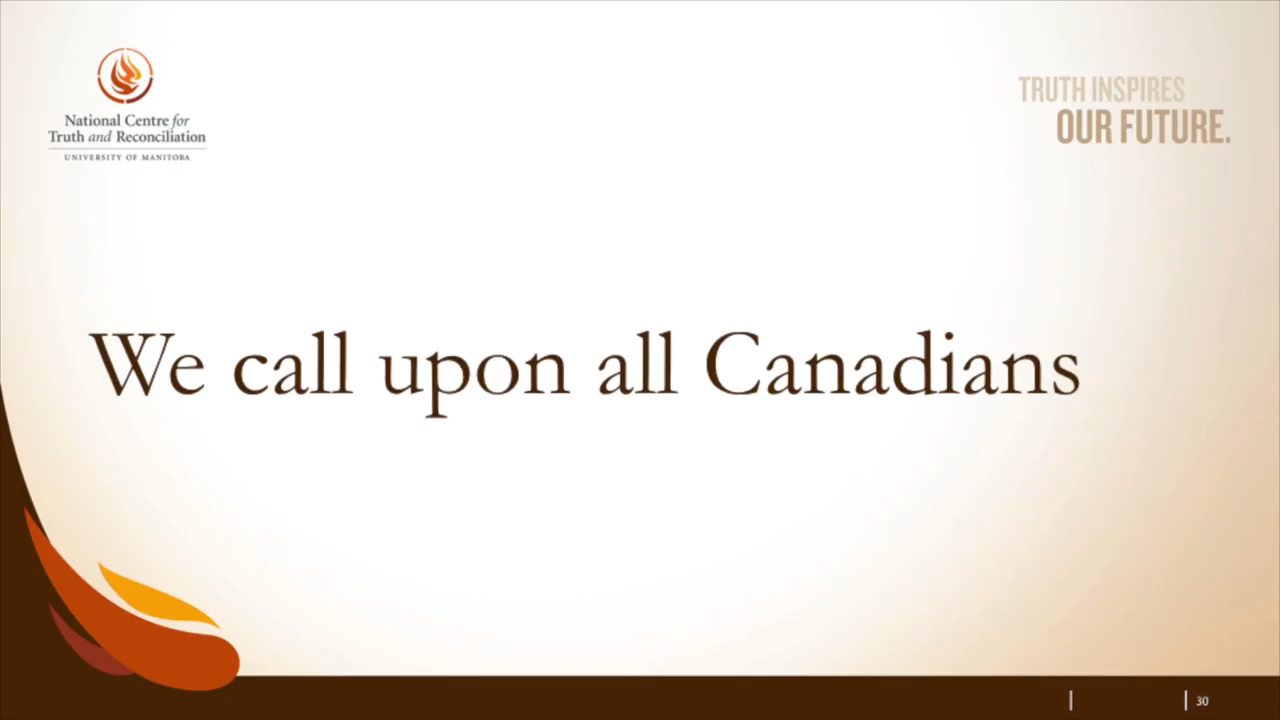 National Centre for
Truth and Reconciliation
UNIVERSITY OF MANITOBA
TRUTH INSPIRES
OUR FUTURE.
We call upon all Canadians
30